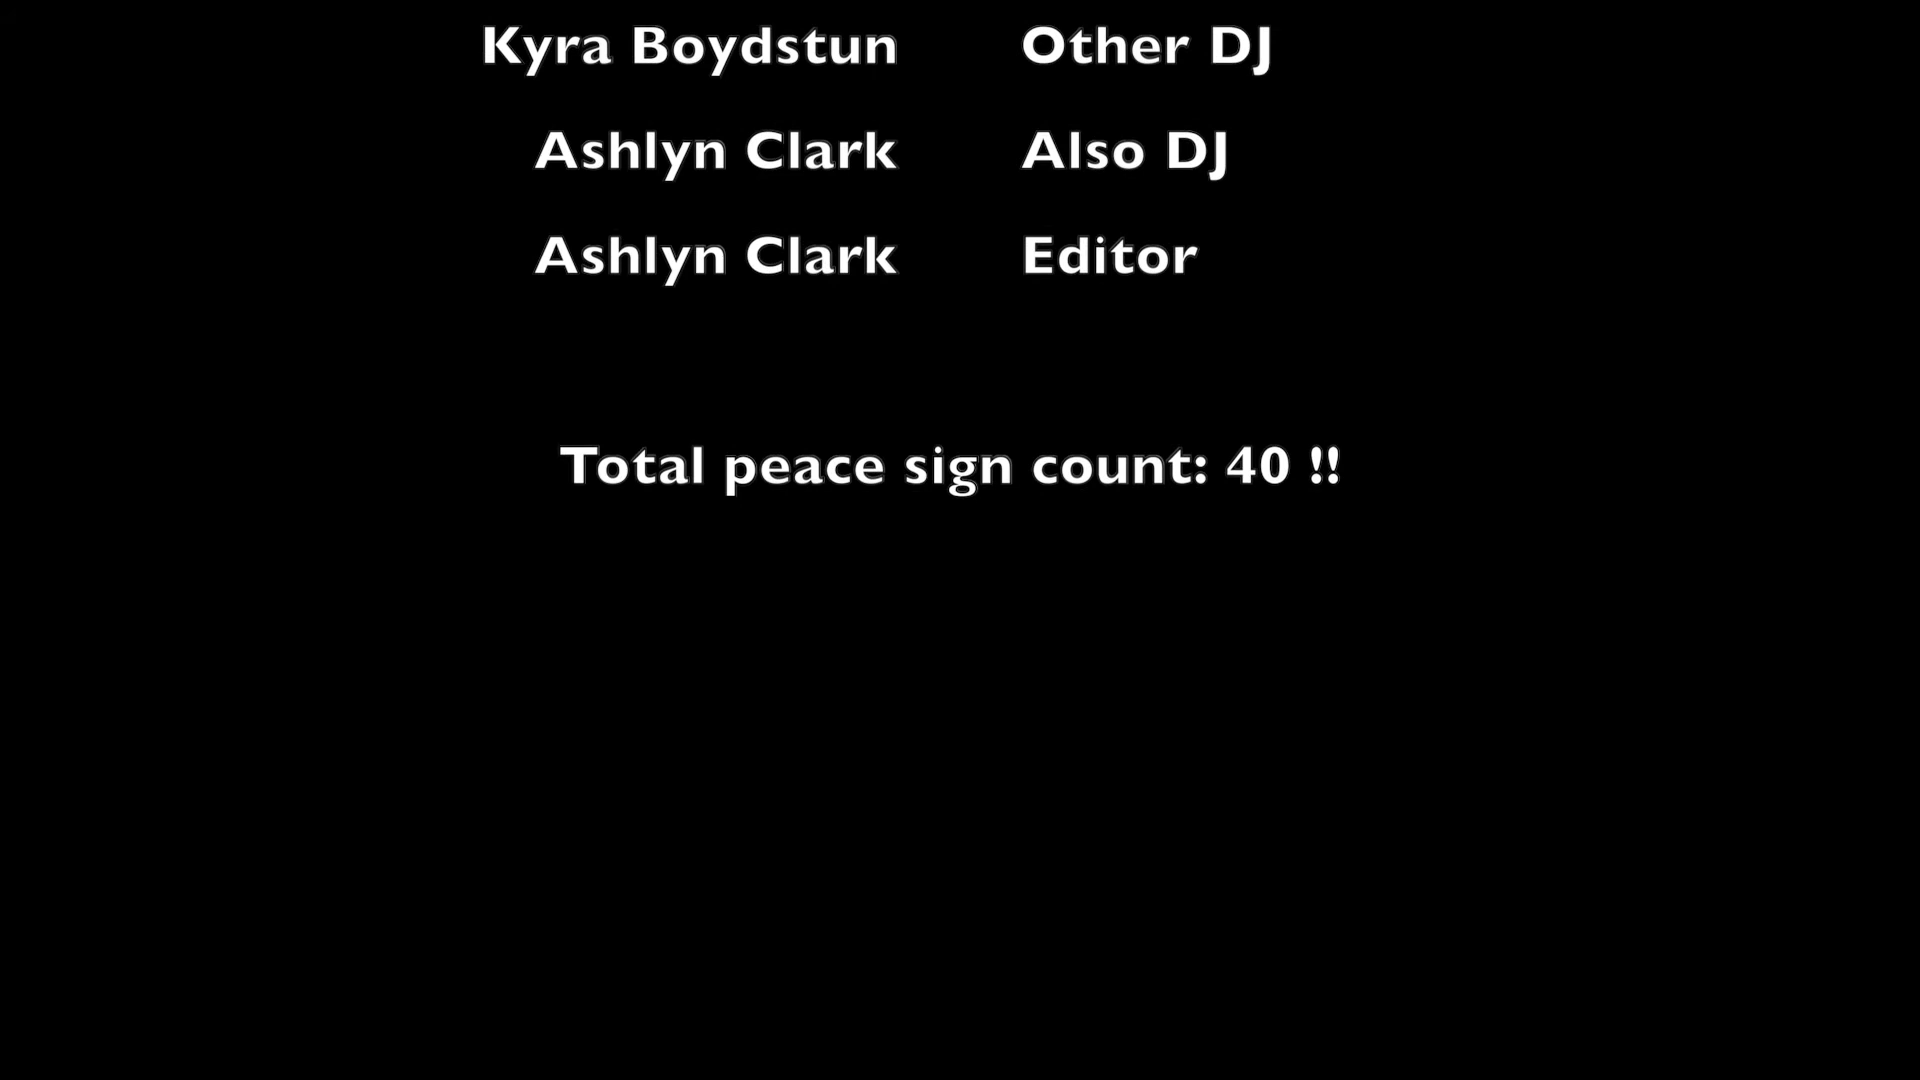 Kyra Boydstun Other DJ
Ashlyn Clark Also DJ
Ashlyn Clark Editor
Total peace sign count: 40 !!